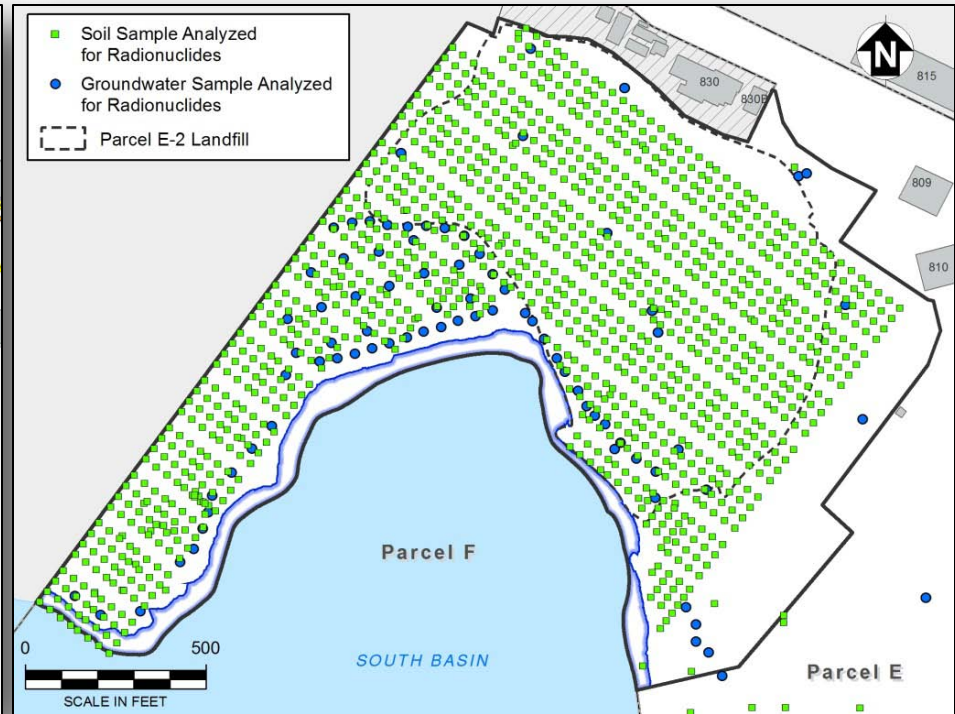 Soil Sample Analyzed
for Radionuclides
Groundwater Sample Analyzed
for Radionuclides
Parcel E-2 Landfill
N
815
830
830B
809
810
Parcel F
SOUTH BASIN
Parcel E
0 500
SCALE IN FEET